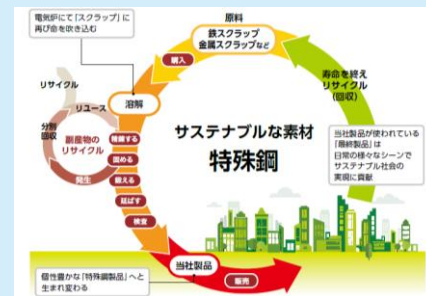 電気炉にて「スクラップ」に
再び命を吹き込む
原料
鉄スクラップ
金属スクラップなど
購入
リサイクル
溶解
寿命を終え
リサイクル
(回収)
リユース
分別
回収
副産物の
リサイクル
発生
精錬する
固める
鍛える
延ばす
検査
サステナブルな素材
特殊鋼
当社製品が使われている
「最終製品」は
日常の様々なシーンで
サステナブル社会の
実現に貢献
当社製品
販売
個性豊かな「特殊鋼製品」へと
生まれ変わる